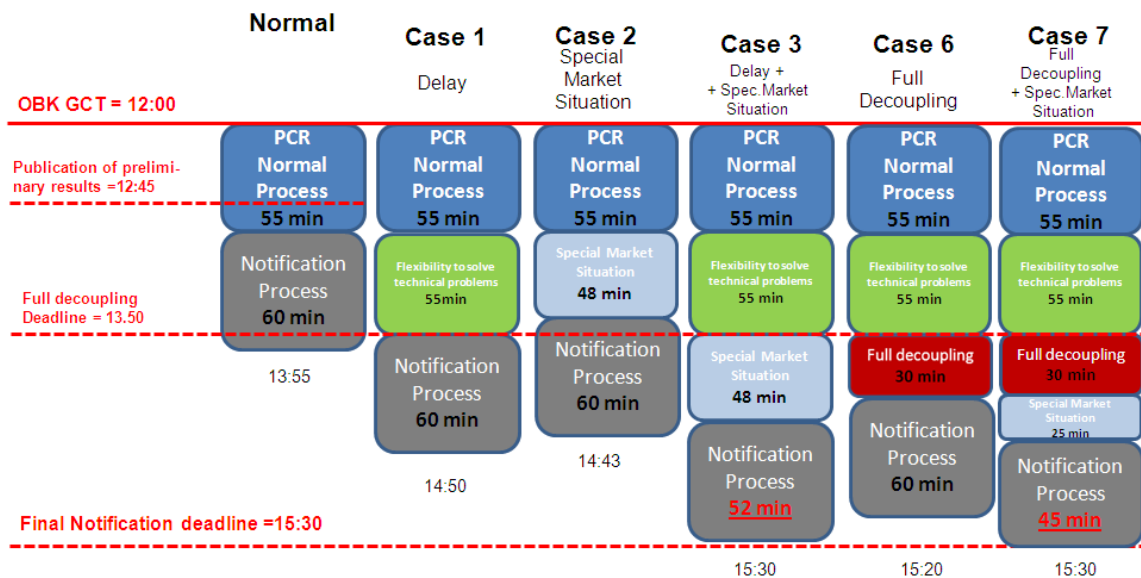 Normal
Case 1
Delay
Case 2
Special
Market
Situation
Case 3
Delay +
+ Spec.Market
Situation
Case 6
Full
Decoupling
Case 7
Full
Decoupling
+ Spec.Market
Situation
OBK GCT = 12:00
Publication of prelimi-
nary results =12:45
Full decoupling
Deadline = 13.50
Final Notification deadline =15:30
PCR
Normal
Process
55 min
Notification
Process
60 min
13:55
PCR
Normal
Process
55 min
Flexibility to solve
technical problems
55min
Notification
Process
60 min
14:50
PCR
Normal
Process
55 min
Special Market
Situation
48 min
Notification
Process
60 min
14:43
PCR
Normal
Process
55 min
Flexibility to solve
technical problems
55 min
Special Market
Situation
48 min
Notification
Process
52 min
15:30
PCR
Normal
Process
55 min
Flexibility to solve
technical problems
55 min
Full decoupling
30 min
Notification
Process
60 min
15:20
PCR
Normal
Process
55 min
Flexibility to solve
technical problems
55 min
Full decoupling
30 min
Special Market
Situation
25 min
Notification
Process
45 min
15:30